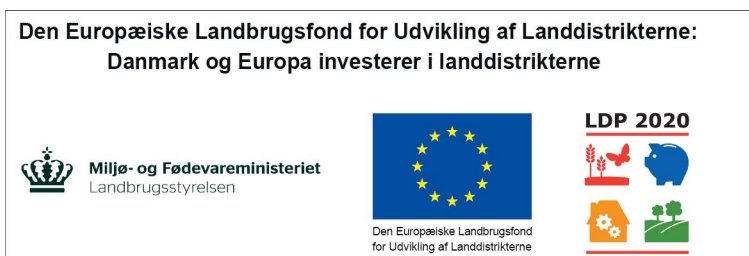 Den Europæiske Landbrugsfond for Udvikling af Landdistrikterne:
Danmark og Europa investerer i landdistrikterne
LDP 2020
Miljø- og Fødevareministeriet
Landbrugsstyrelsen
Den Europæiske Landbrugsfond
for Udvikling af Landdistrikterne